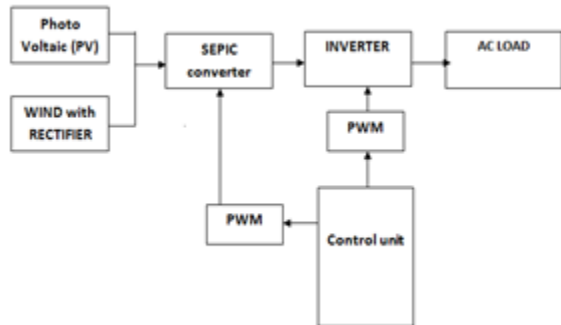 Photo
Voltaic (PV)
SEPIC
converter
INVERTER
AC LOAD
WIND with
RECTIFIER
PWM
PWM
Control unit